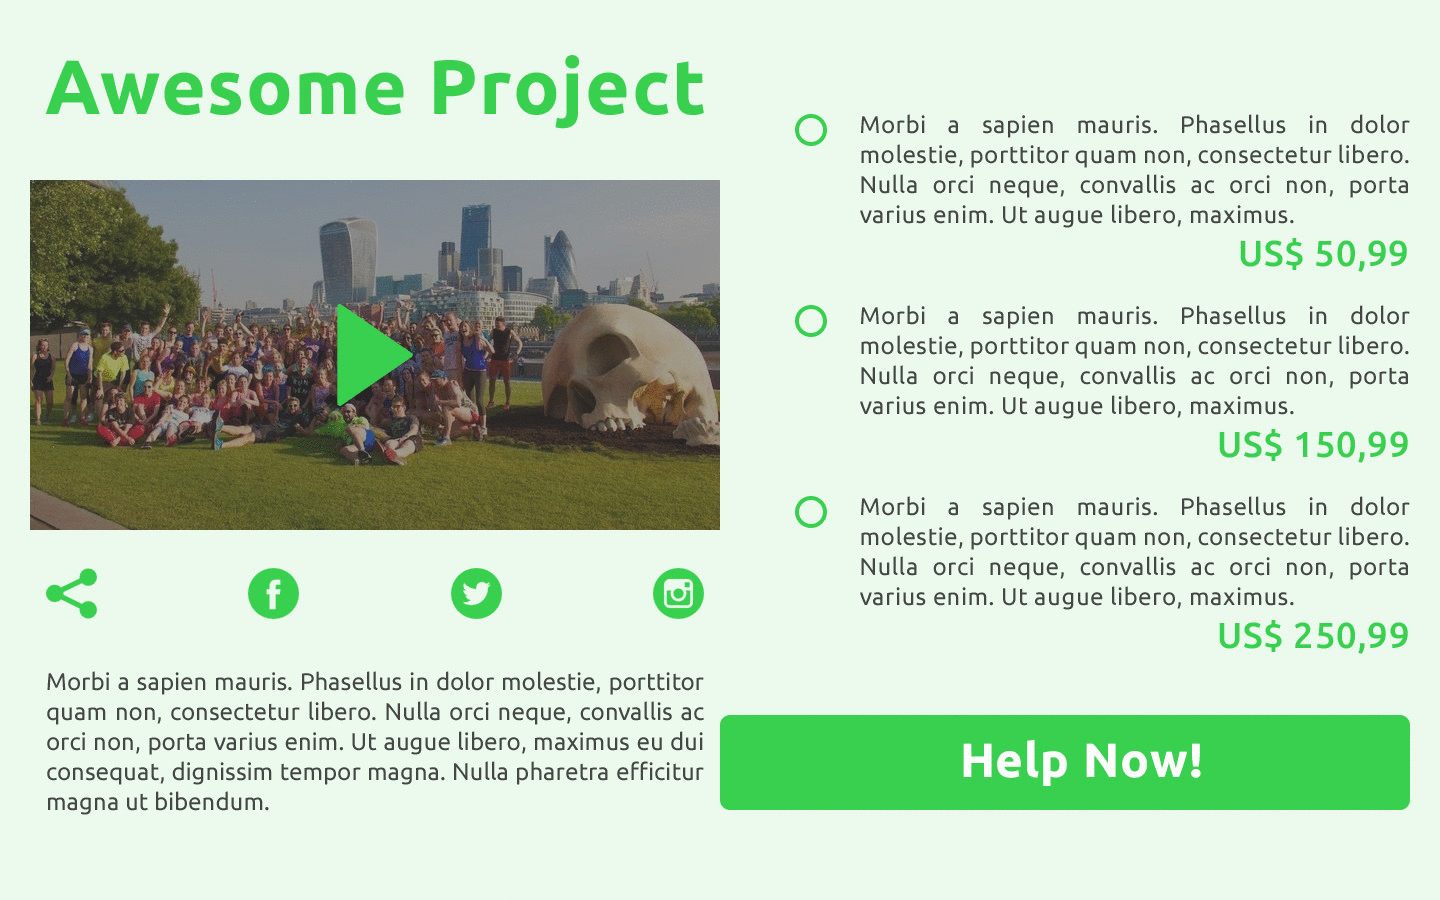 Awesome Project
Morbi a sapien mauris. Phasellus in dolor molestie, porttitor
quam non, consectetur libero. Nulla orci neque, convallis ac
orci non, porta varius enim. Ut augue libero, maximus eu dui
consequat, dignissim tempor magna. Nulla pharetra efficitur
magna ut bibendum.
Morbi a sapien mauris. Phasellus in dolor
molestie, porttitor quam non, consectetur libero.
Nulla orci neque, convallis ac orci non, porta
varius enim. Ut augue libero, maximus.
US$ 50,99
Morbi a sapien mauris. Phasellus in dolor
molestie, porttitor quam non, consectetur libero.
Nulla orci neque, convallis ac orci non, porta
varius enim. Ut augue libero, maximus.
US$ 150,99
Morbi a sapien mauris. Phasellus in dolor
molestie, porttitor quam non, consectetur libero.
Nulla orci neque, convallis ac orci non, porta
varius enim. Ut augue libero, maximus.
US$ 250,99
Help Now!